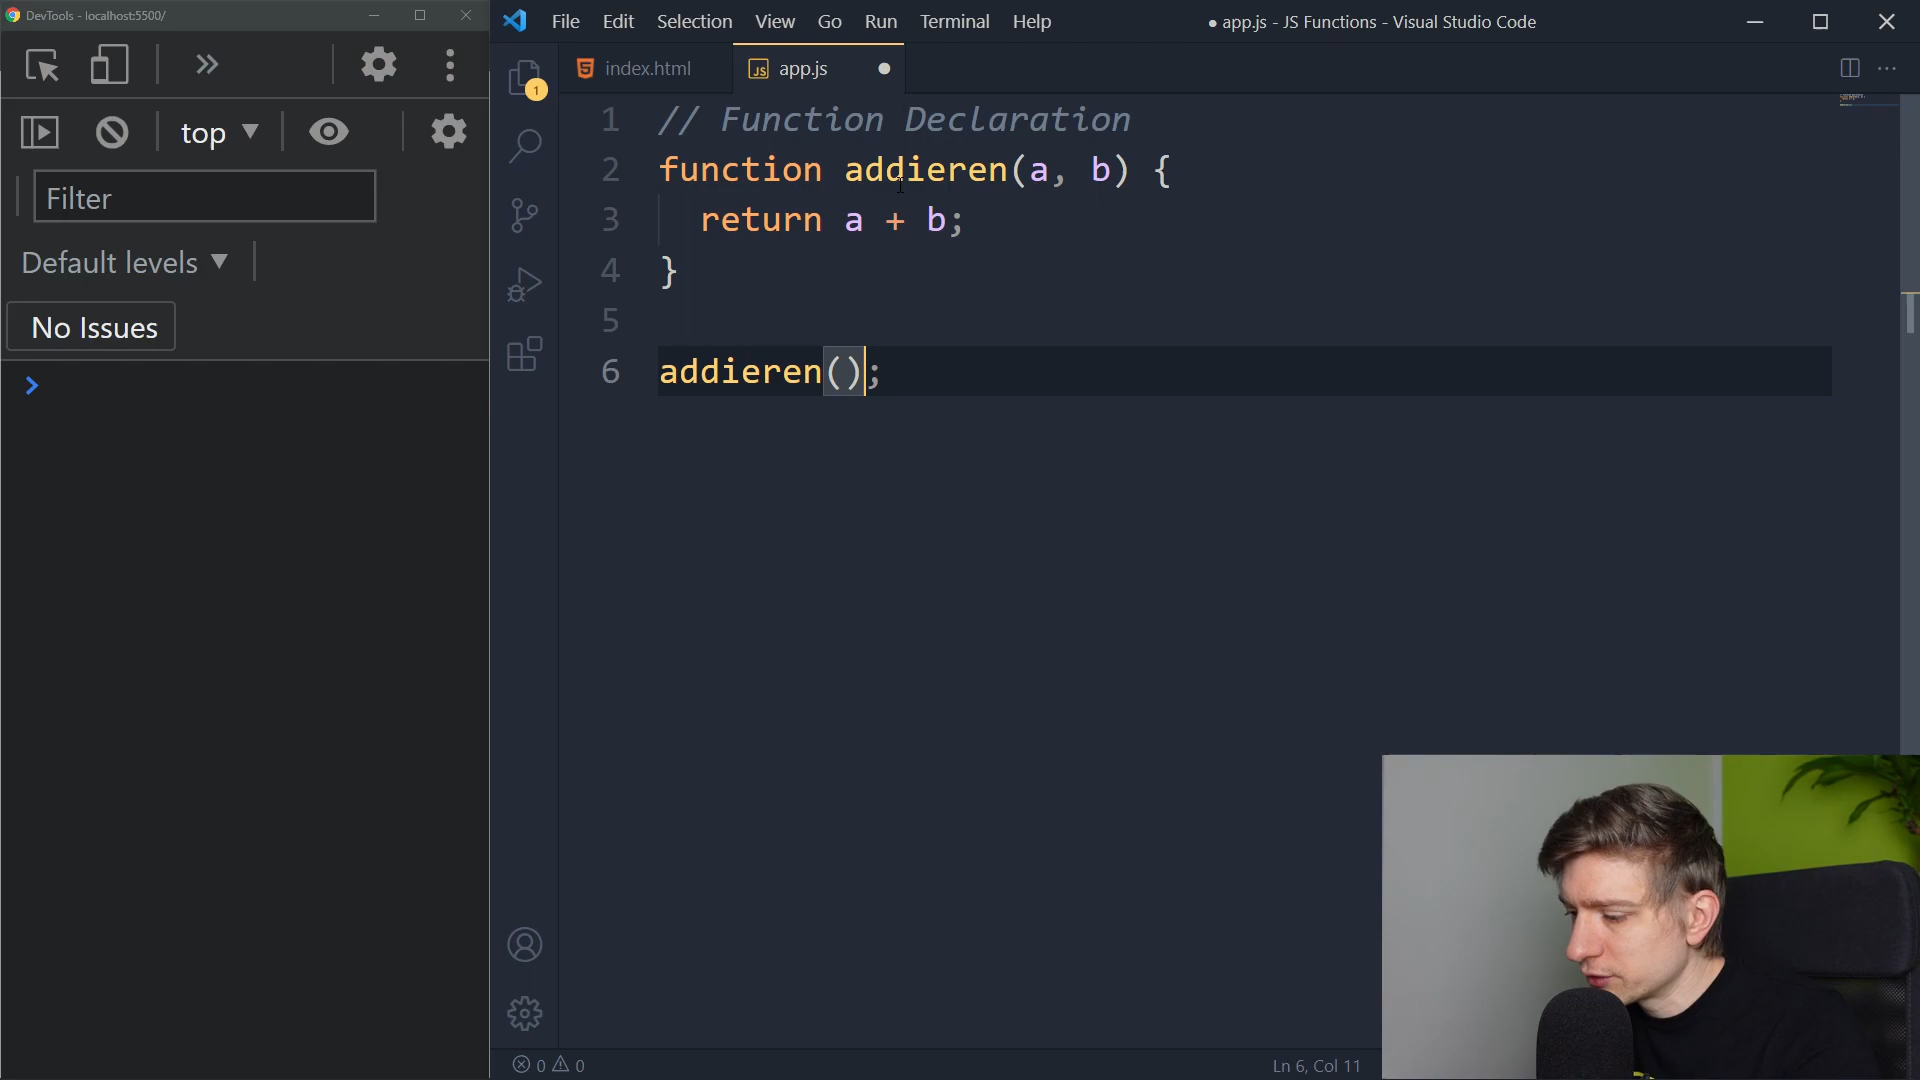 DevTools - localhost:5500/
top
Filter
Default levels
No Issues
File Edit Selection View Go Run Terminal Help
● app.js - JS Functions - Visual Studio Code
index.html
JS app.js
1
1 // Function Declaration
2 function addieren(a, b) {
3 return a + b;
4 }
5
6 addieren();
0 0
Ln 6, Col 11